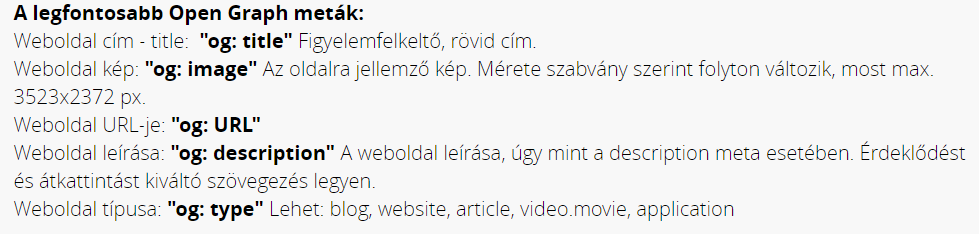 A legfontosabb Open Graph meták:
Weboldal cím - title:  "og: title" Figyelemfelkeltő, rövid cím.
Weboldal kép: "og: image" Az oldalra jellemző kép. Mérete szabvány szerint folyton változik, most max.
3523x2372 px.
Weboldal URL-je: "og: URL"
Weboldal leírása: "og: description" A weboldal leírása, úgy mint a description meta esetében. Érdeklődést
és átkattintást kiváltó szövegezés legyen.
Weboldal típusa: "og: type" Lehet: blog, website, article, video.movie, application